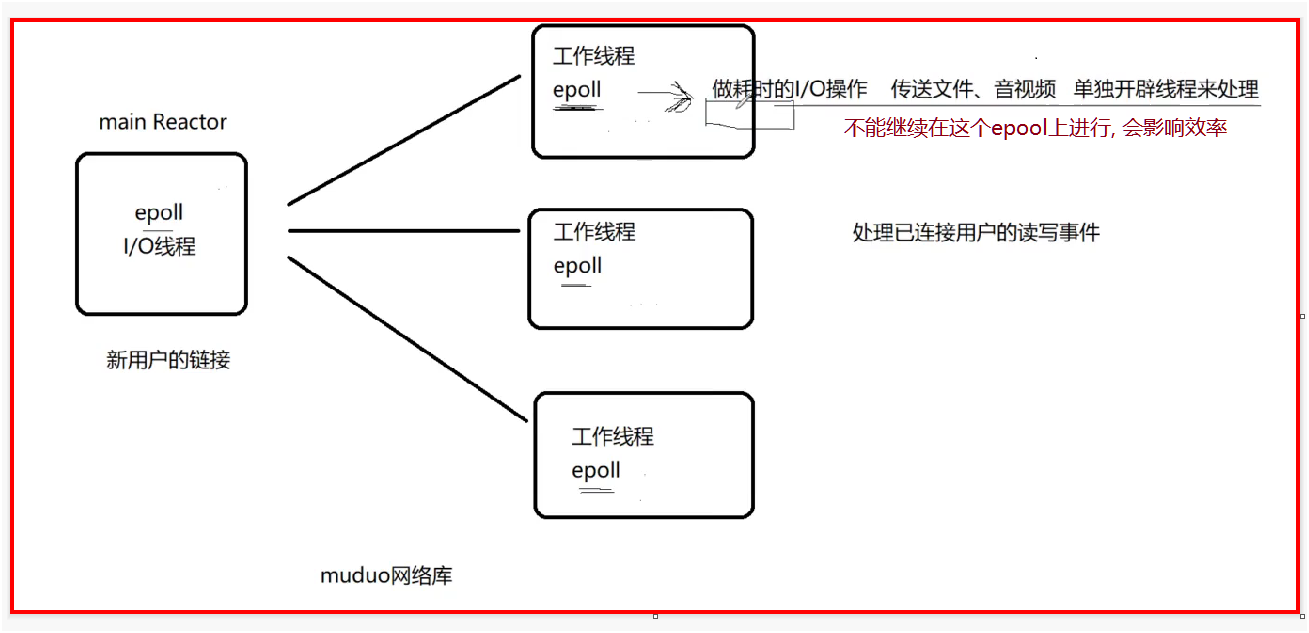 main Reactor
epoll
I/O线程
新用户的链接
工作线程
epoll
做耗时的I/O操作 传送文件、音视频 单独开辟线程来处理
不能继续在这个epool上进行, 会影响效率
工作线程
epoll
处理已连接用户的读写事件
工作线程
epoll
muduo网络库